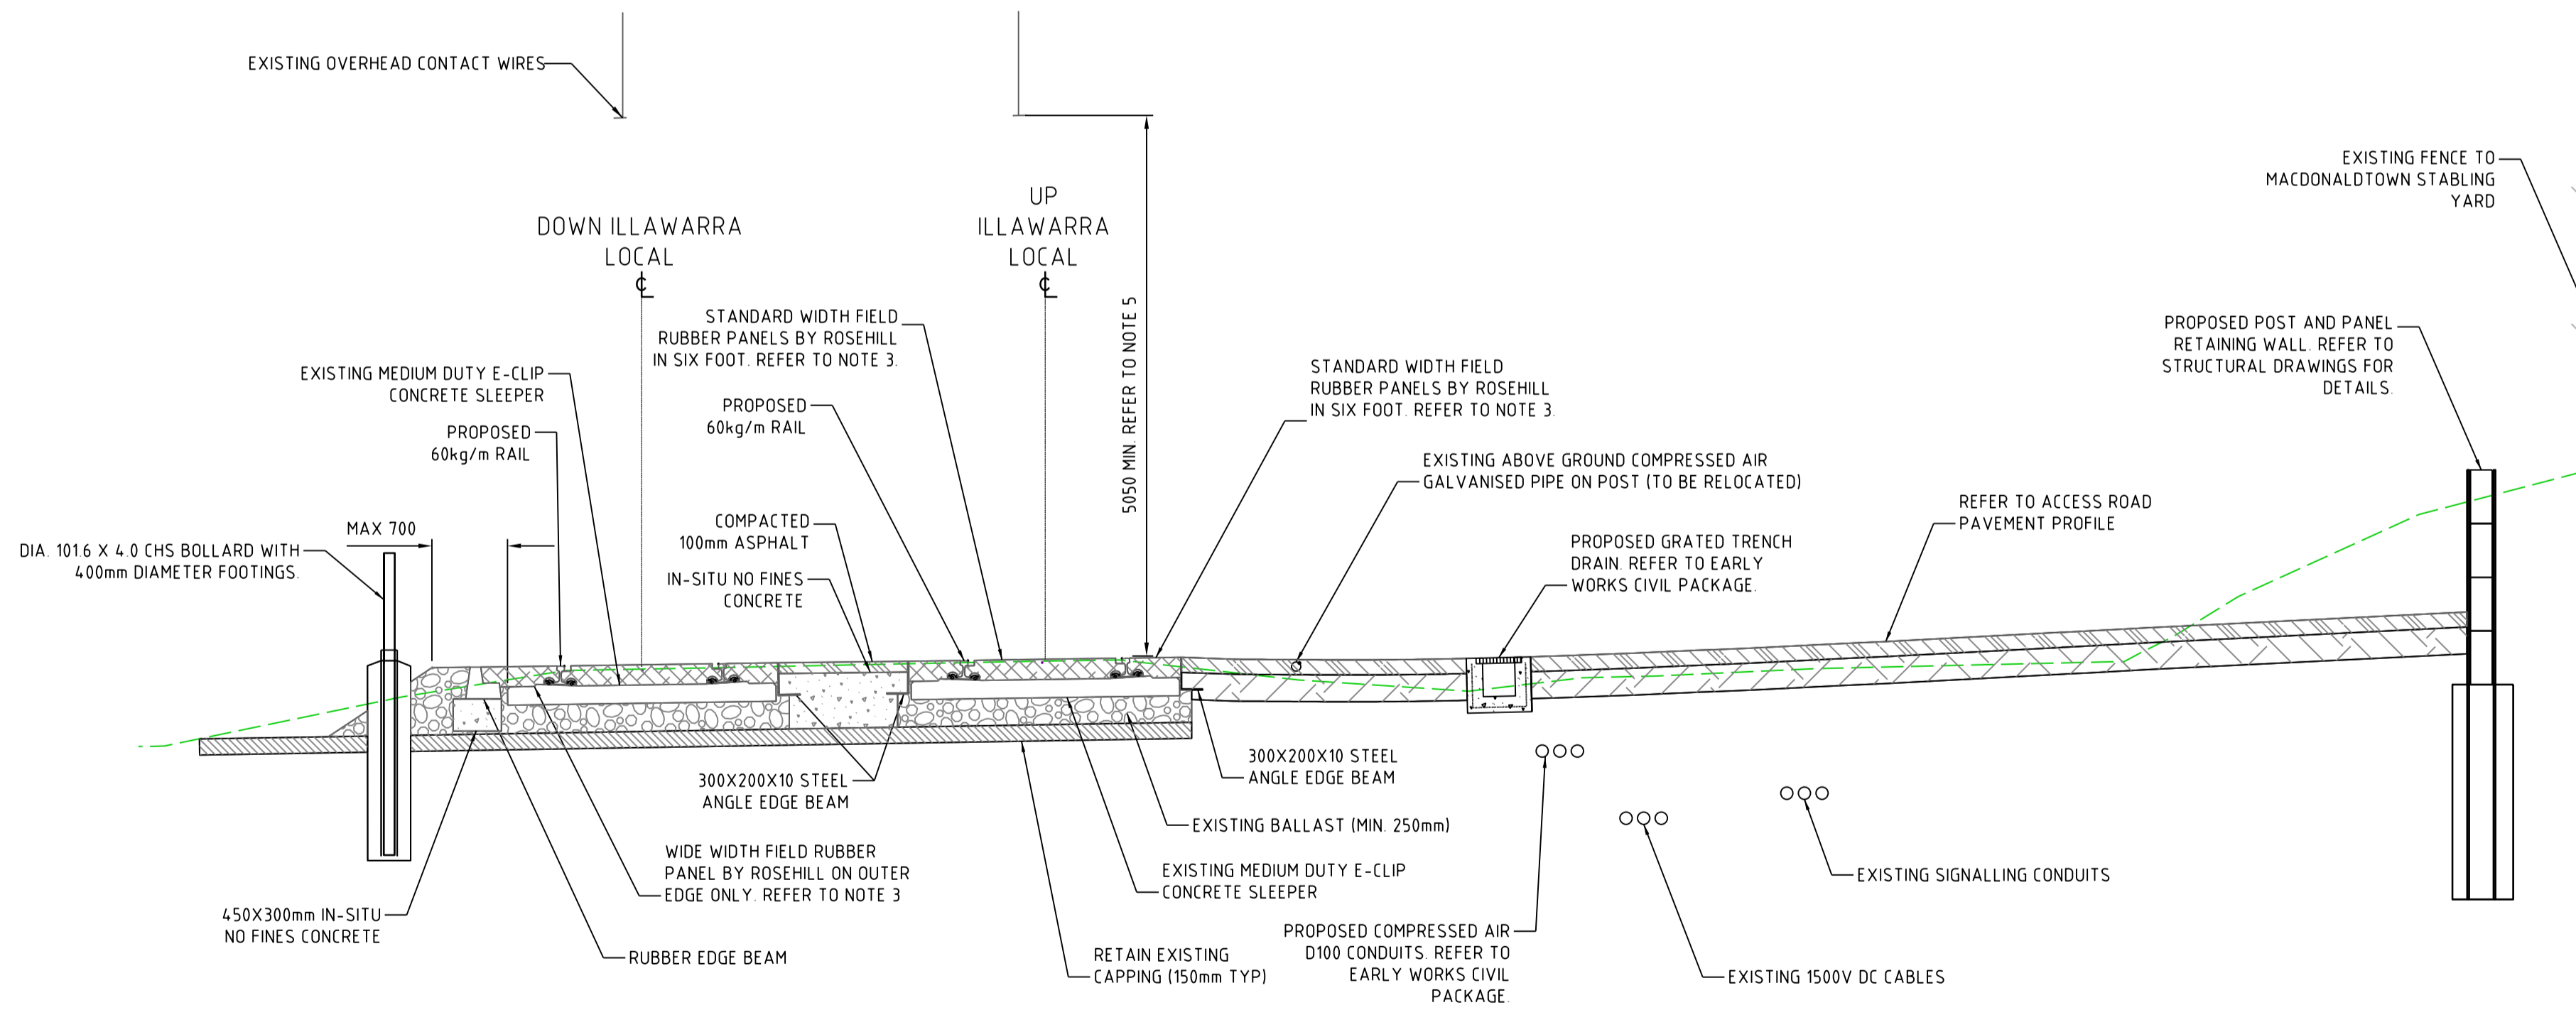 EXISTING OVERHEAD CONTACT WIRES
EXISTING FENCE TO
MACDONALDTOWN STABLING
YARD
UP
ILLAWARRA
LOCAL
℄
DOWN ILLAWARRA
LOCAL
℄
STANDARD WIDTH FIELD
RUBBER PANELS BY ROSEHILL
IN SIX FOOT. REFER TO NOTE 3.
EXISTING MEDIUM DUTY E-CLIP
CONCRETE SLEEPER
PROPOSED
60kg/m RAIL
PROPOSED
60kg/m RAIL
5050 MIN. REFER TO NOTE 5
STANDARD WIDTH FIELD
RUBBER PANELS BY ROSEHILL
IN SIX FOOT. REFER TO NOTE 3.
PROPOSED POST AND PANEL
RETAINING WALL. REFER TO
STRUCTURAL DRAWINGS FOR
DETAILS.
EXISTING ABOVE GROUND COMPRESSED AIR
GALVANISED PIPE ON POST (TO BE RELOCATED)
REFER TO ACCESS ROAD
PAVEMENT PROFILE
MAX 700
DIA. 101.6 X 4.0 CHS BOLLARD WITH
400mm DIAMETER FOOTINGS.
COMPACTED
100mm ASPHALT
IN-SITU NO FINES
CONCRETE
PROPOSED GRATED TRENCH
DRAIN. REFER TO EARLY
WORKS CIVIL PACKAGE.
300X200X10 STEEL
ANGLE EDGE BEAM
300X200X10 STEEL
ANGLE EDGE BEAM
EXISTING BALLAST (MIN. 250mm)
WIDE WIDTH FIELD RUBBER
PANEL BY ROSEHILL ON OUTER
EDGE ONLY. REFER TO NOTE 3
EXISTING MEDIUM DUTY E-CLIP
CONCRETE SLEEPER
EXISTING SIGNALLING CONDUITS
450X300mm IN-SITU
NO FINES CONCRETE
RUBBER EDGE BEAM
RETAIN EXISTING
CAPPING (150mm TYP)
PROPOSED COMPRESSED AIR
D100 CONDUITS. REFER TO
EARLY WORKS CIVIL
PACKAGE.
EXISTING 1500V DC CABLES